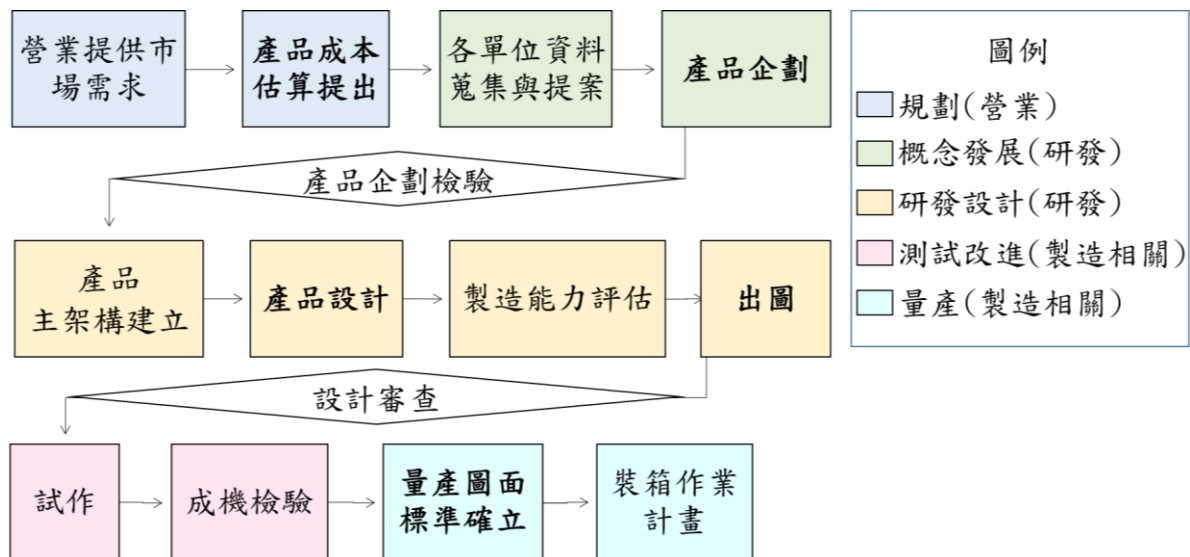 營業提供市
場需求
產品成本
估算提出
各單位資料
蒐集與提案
產品企劃
產品企劃檢驗
產品
主架構建立
產品設計
製造能力評估
出圖
設計審查
試作
成機檢驗
量產圖面
標準確立
裝箱作業
計畫
圖例
規劃(營業)
概念發展(研發)
研發設計(研發)
測試改進(製造相關)
量產(製造相關)